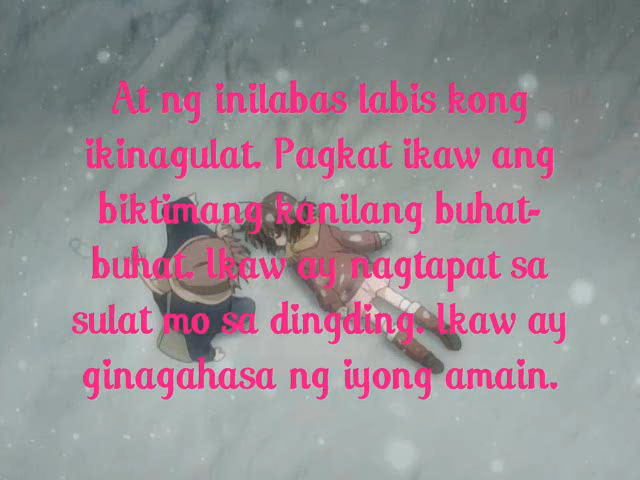 At ng inilabas labis kong
ikinagulat. Pagkat ikaw ang
biktimang kanilang buhat-
buhat. Ikaw ay nagtapat sa
sulat mo sa dingding. Ikaw ay
ginagahasa ng iyong amain.